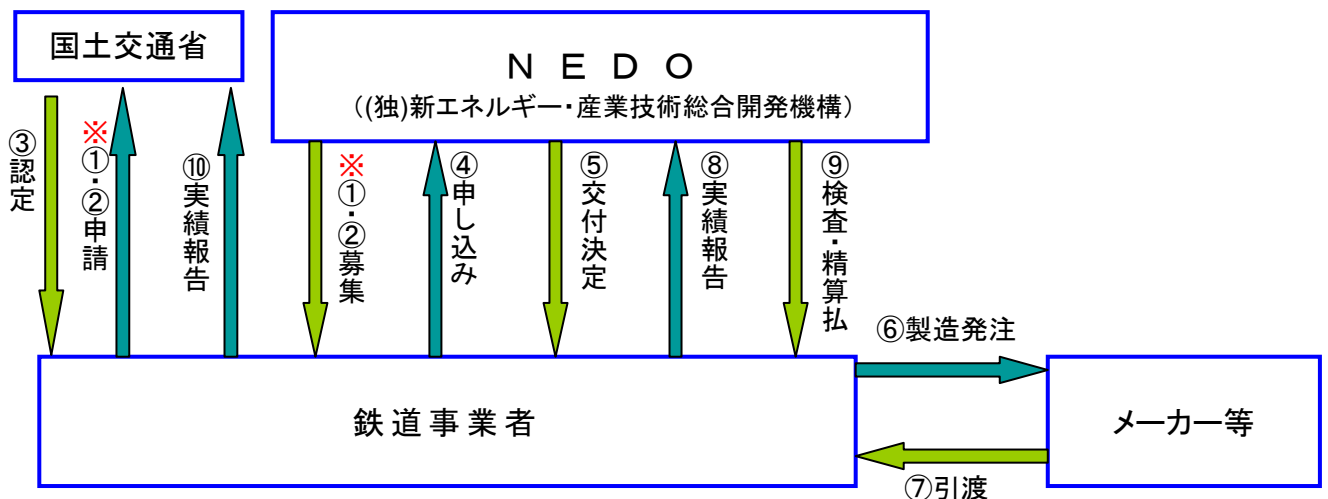 国土交通省
ＮＥＤＯ
((独)新エネルギー・産業技術総合開発機構)
③認定
※①・②申請
⑩実績報告
※①・②募集
④申し込み
⑤交付決定
⑧実績報告
⑨検査・精算払
⑥製造発注
鉄道事業者
メーカー等
⑦引渡